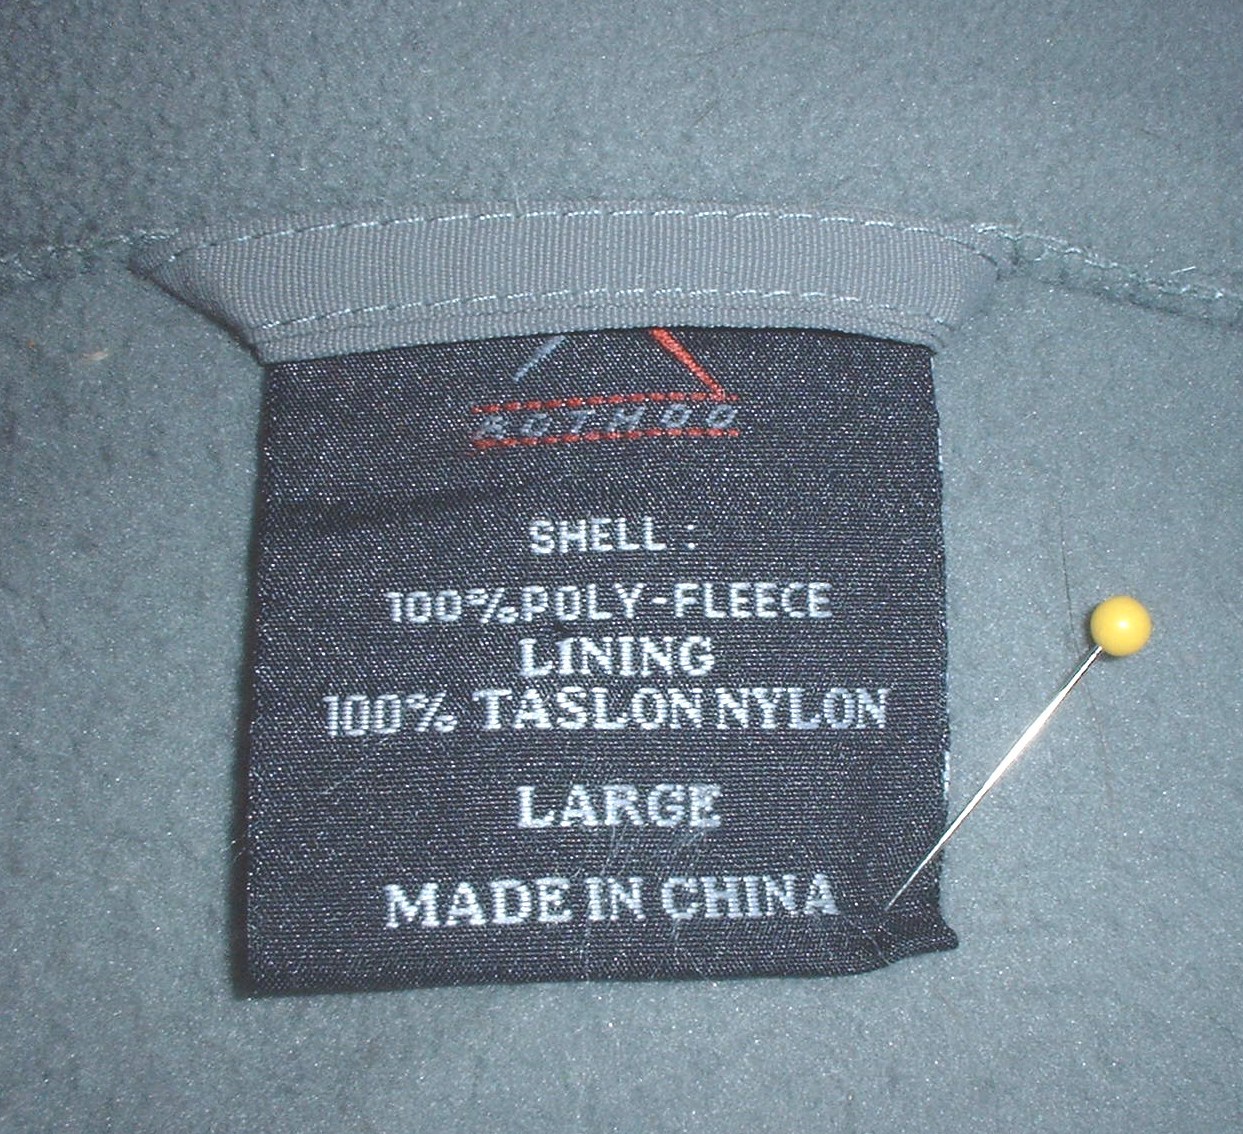 SHELL :
100%POLY-FLEECE
LINING
100% TASLON NYLON
LARGE
MADE IN CHINA